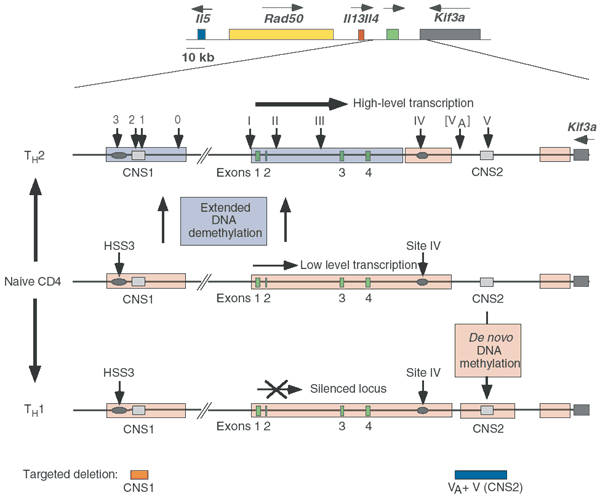 Il5 Rad50 Il13 Il4 Kif3a
10 kb
High-level transcription
3 2 1 0 I II III IV [VA] V
Kif3a
TH2
CNS1 Exons 1 2 3 4 CNS2
Extended
DNA
demethylation
HSS3 Low level transcription Site IV
Naive CD4
CNS1 Exons 1 2 3 4 CNS2
De novo
DNA
methylation
HSS3 Silenced locus Site IV
TH1
CNS1 Exons 1 2 3 4 CNS2
Targeted deletion:
CNS1 VA+ V (CNS2)